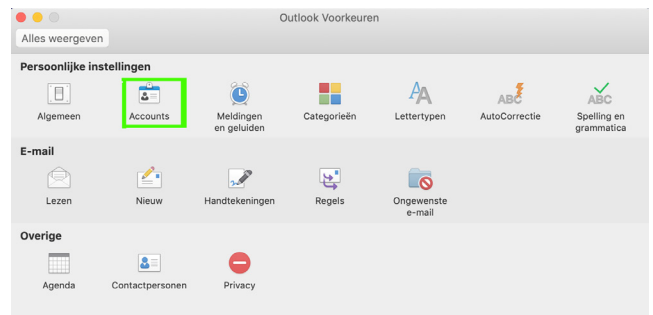 Outlook Voorkeuren
Alles weergeven
Persoonlijke instellingen
Algemeen
Accounts
Meldingen
en geluiden
Categorieën
Lettertypen
ABC
AutoCorrectie
ABC
Spelling en
grammatica
E-mail
Lezen
Nieuw
Handtekeningen
Regels
Ongewenste
e-mail
Overige
Agenda
Contactpersonen
Privacy